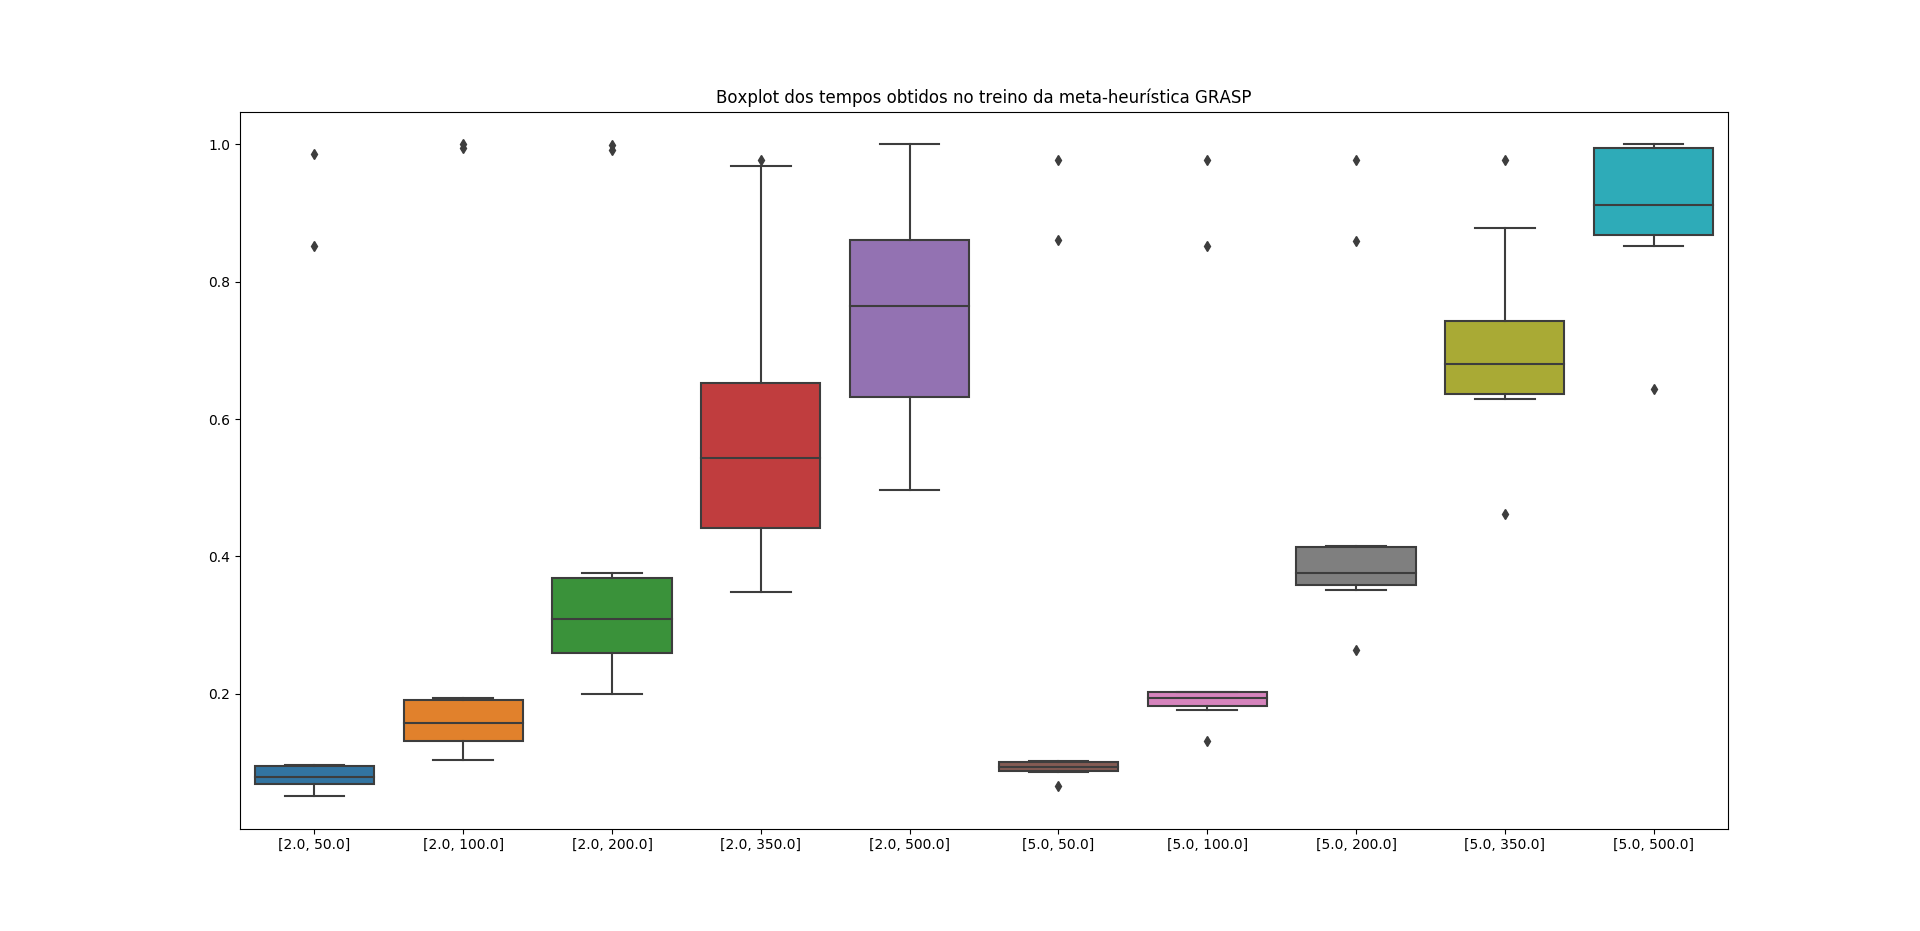 Boxplot dos tempos obtidos no treino da meta-heurística GRASP
1.0
0.8
0.6
0.4
0.2
[2.0, 50.0] [2.0, 100.0] [2.0, 200.0] [2.0, 350.0] [2.0, 500.0] [5.0, 50.0] [5.0, 100.0] [5.0, 200.0] [5.0, 350.0] [5.0, 500.0]